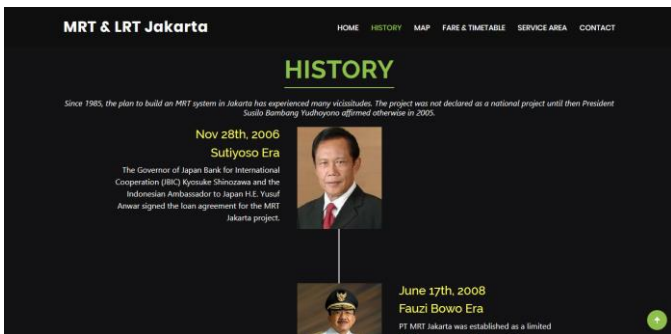 MRT & LRT Jakarta
HOME HISTORY MAP FARE & TIMETABLE SERVICE AREA CONTACT
HISTORY
Since 1985, the plan to build an MRT system in Jakarta has experienced many vicissitudes. The project was not declared as a national project until then President
Susilo Bambang Yudhoyono affirmed otherwise in 2005.
Nov 28th, 2006
Sutiyoso Era
The Governor of Japan Bank for International
Cooperation (JBIC) Kyosuke Shinozawa and the
Indonesian Ambassador to Japan H.E. Yusuf
Anwar signed the loan agreement for the MRT
Jakarta project.
June 17th, 2008
Fauzi Bowo Era
PT MRT Jakarta was established as a limited